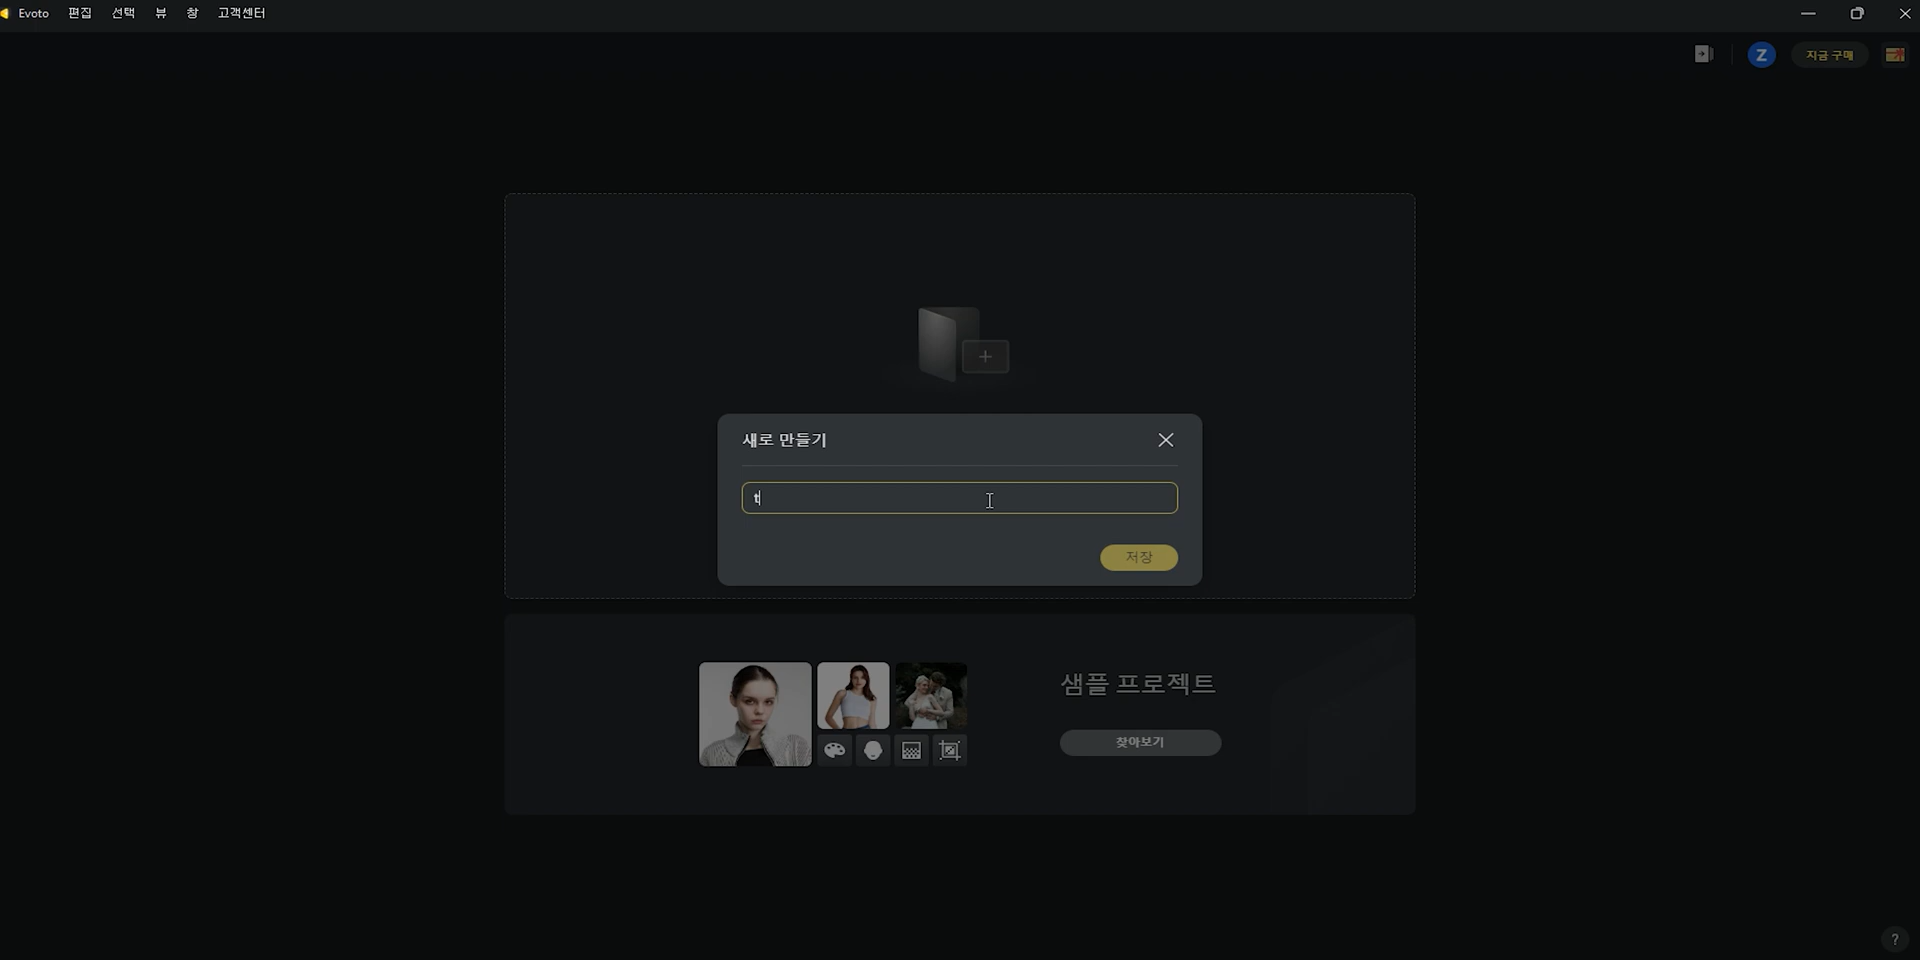 Evoto 편집 선택 뷰 창 고객센터
Z 지금 구매
새로 만들기
t
저장
샘플 프로젝트
찾아보기
?